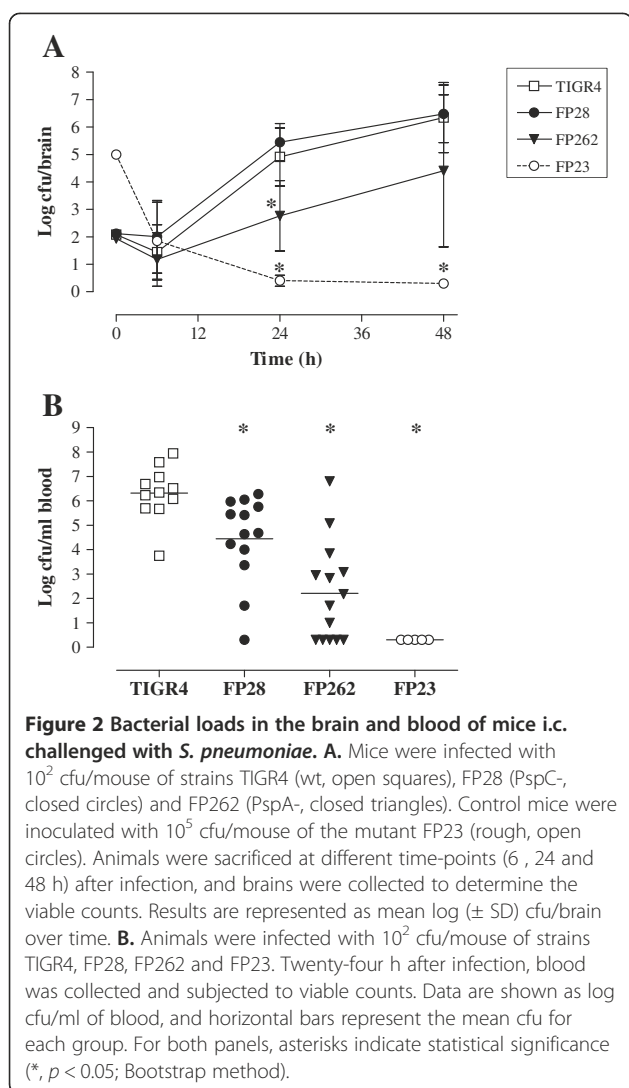 A
8
7
6
5
4
3
2
1
0
Log cfu/brain
*
*
*
0 12 24 36 48
Time (h)
TIGR4
FP28
FP262
FP23
B
9
8
7
6
5
4
3
2
1
0
Log cfu/ml blood
* * *
TIGR4 FP28 FP262 FP23
Figure 2 Bacterial loads in the brain and blood of mice i.c.
challenged with S. pneumoniae. A. Mice were infected with
10² cfu/mouse of strains TIGR4 (wt, open squares), FP28 (PspC-,
closed circles) and FP262 (PspA-, closed triangles). Control mice were
inoculated with 10⁵ cfu/mouse of the mutant FP23 (rough, open
circles). Animals were sacrificed at different time-points (6 , 24 and
48 h) after infection, and brains were collected to determine the
viable counts. Results are represented as mean log (± SD) cfu/brain
over time. B. Animals were infected with 10² cfu/mouse of strains
TIGR4, FP28, FP262 and FP23. Twenty-four h after infection, blood
was collected and subjected to viable counts. Data are shown as log
cfu/ml of blood, and horizontal bars represent the mean cfu for
each group. For both panels, asterisks indicate statistical significance
(*, p < 0.05; Bootstrap method).